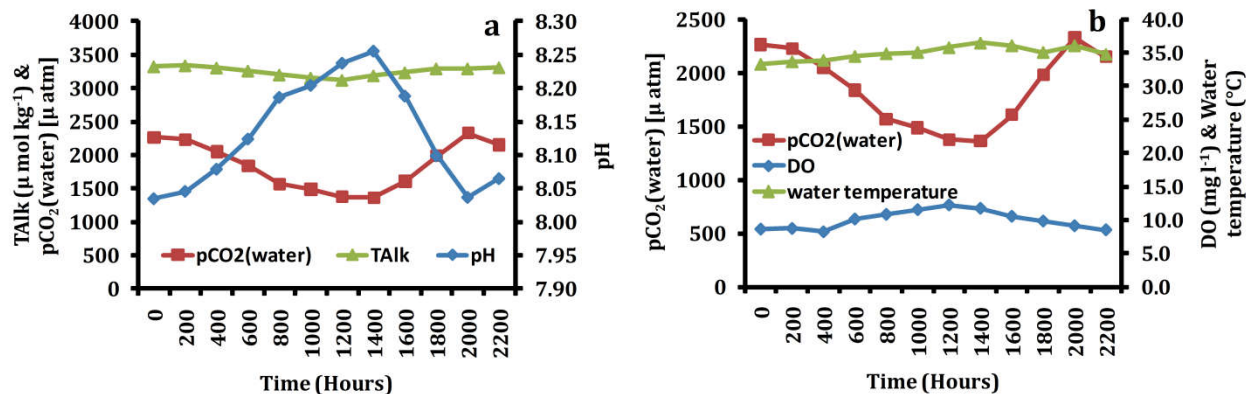 a
TAlk (µ mol kg⁻¹) &
pCO₂(water) [µ atm]
4000
3500
3000
2500
2000
1500
1000
500
0
8.30
8.25
8.20
8.15
8.10
8.05
8.00
7.95
7.90
pH
pCO2(water) TAlk pH
0 200 400 600 800 1000 1200 1400 1600 1800 2000 2200
Time (Hours)
b
pCO₂(water) [µ atm]
2500
2000
1500
1000
500
0
40.0
35.0
30.0
25.0
20.0
15.0
10.0
5.0
0.0
DO (mg l⁻¹) & Water
temperature (°C)
pCO2(water)
DO
water temperature
0 200 400 600 800 1000 1200 1400 1600 1800 2000 2200
Time (Hours)